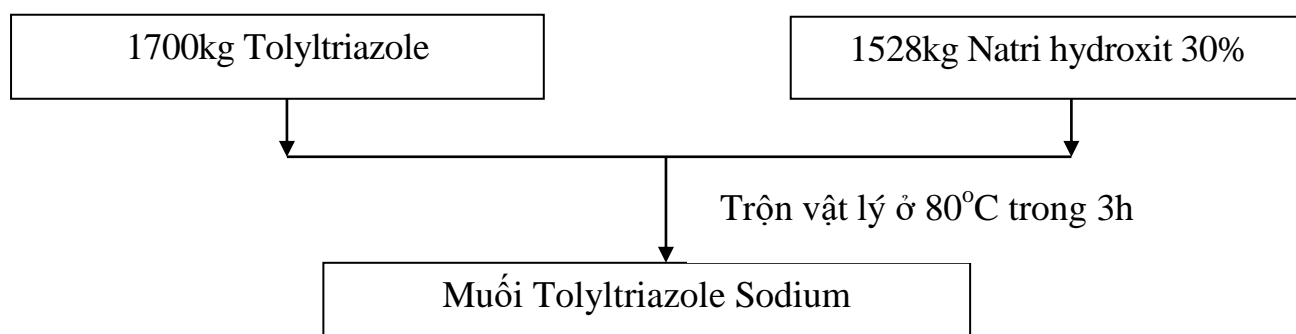 1700kg Tolyltriazole
1528kg Natri hydroxit 30%
Trộn vật lý ở 80°C trong 3h
Muối Tolyltriazole Sodium